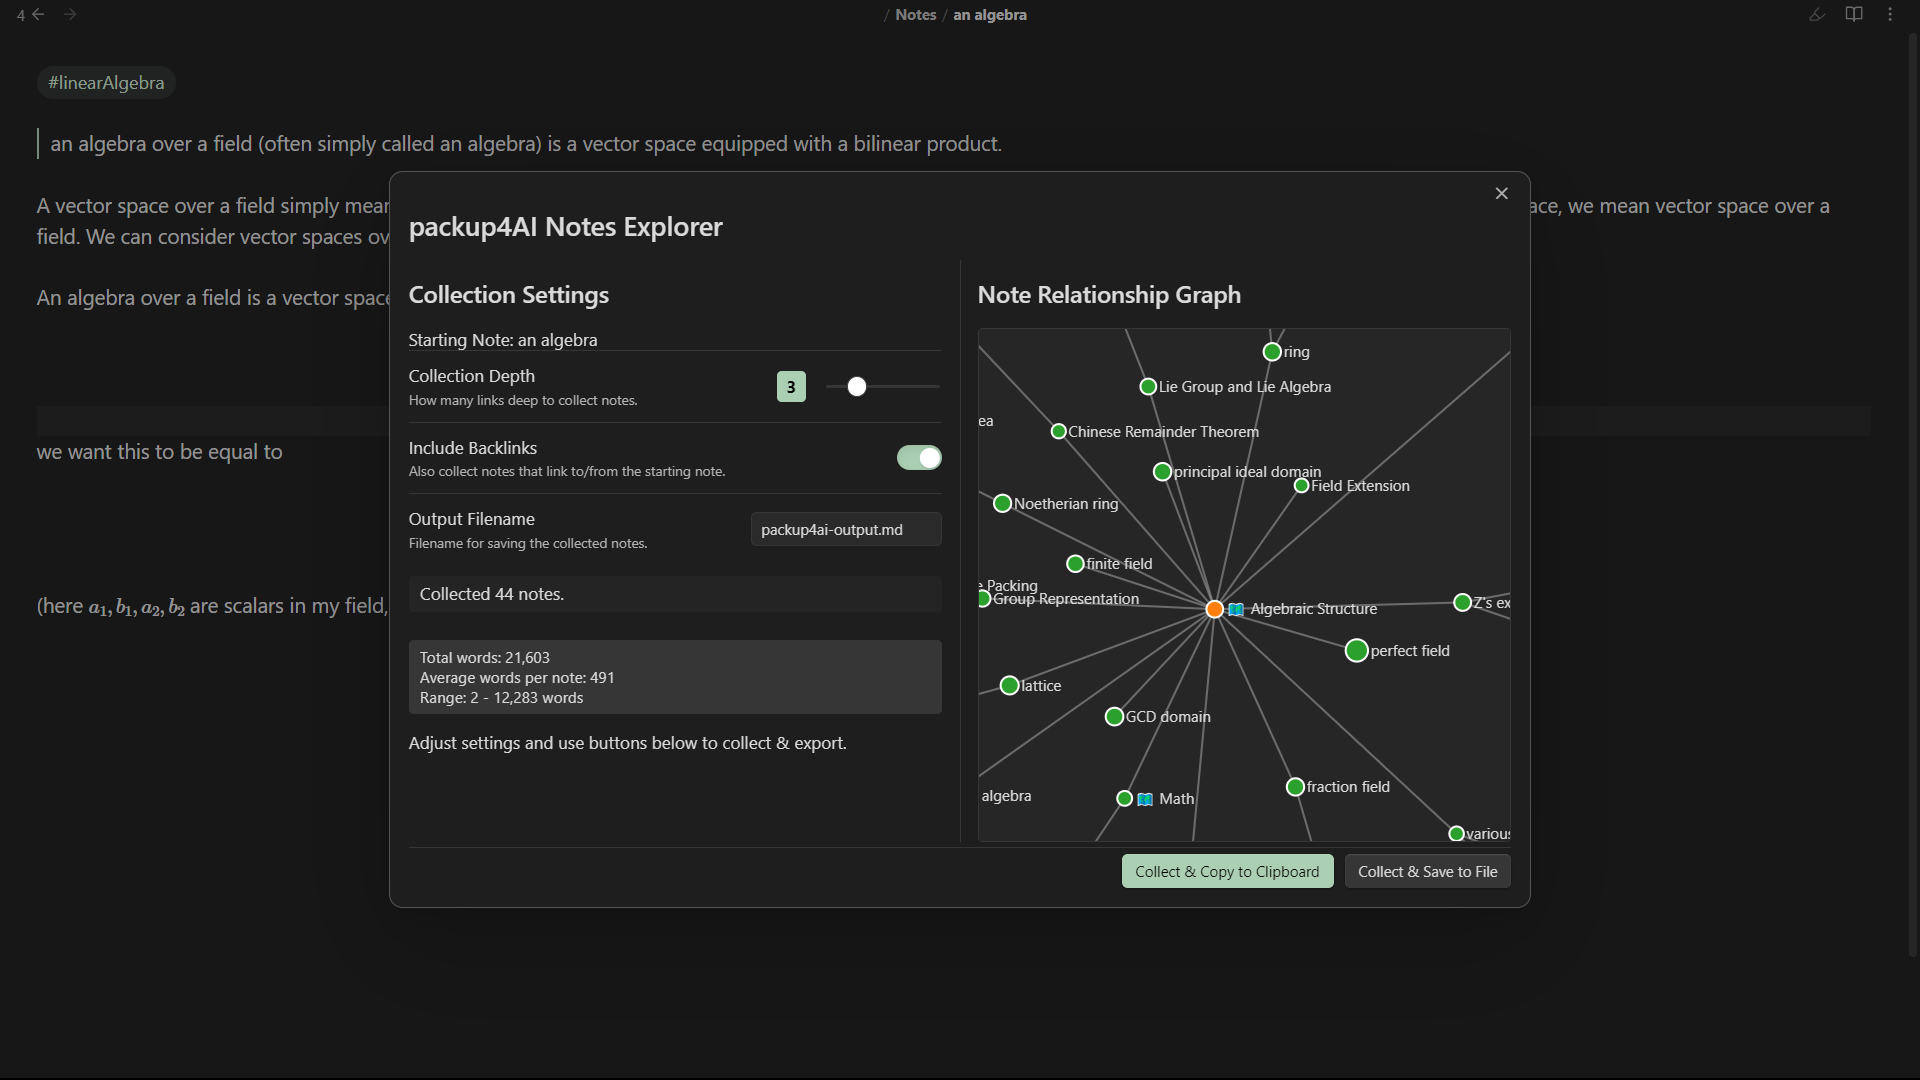 4
/ Notes / an algebra
#linearAlgebra
an algebra over a field (often simply called an algebra) is a vector space equipped with a bilinear product.
A vector space over a field simply mean
ace, we mean vector space over a
field. We can consider vector spaces ov
An algebra over a field is a vector space
we want this to be equal to
(here a₁, b₁, a₂, b₂ are scalars in my field,
packup4AI Notes Explorer
Collection Settings
Starting Note: an algebra
Collection Depth
How many links deep to collect notes.
3
Include Backlinks
Also collect notes that link to/from the starting note.
Output Filename
Filename for saving the collected notes.
packup4ai-output.md
Collected 44 notes.
Total words: 21,603
Average words per note: 491
Range: 2 - 12,283 words
Adjust settings and use buttons below to collect & export.
Note Relationship Graph
ring
Lie Group and Lie Algebra
ea
Chinese Remainder Theorem
principal ideal domain
Field Extension
Noetherian ring
finite field
e Packing
Group Representation
Algebraic Structure
Z's ex
perfect field
lattice
GCD domain
fraction field
algebra
Math
various
Collect & Copy to Clipboard
Collect & Save to File